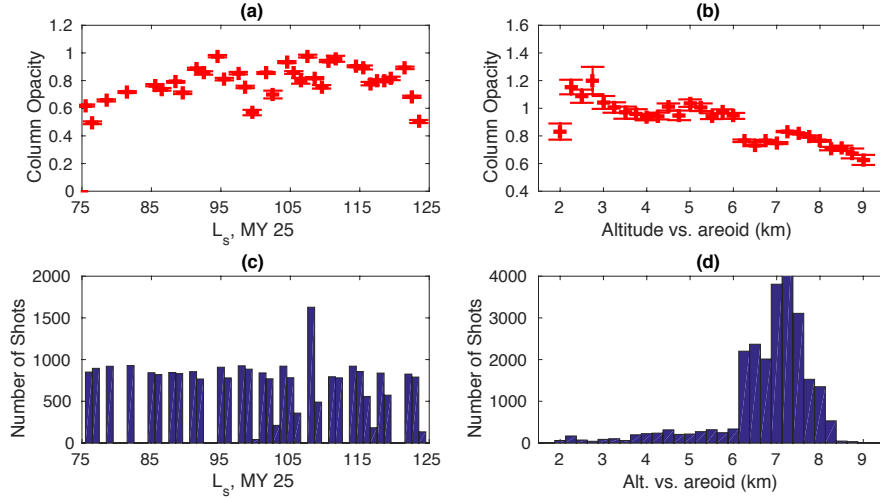 (a)
Column Opacity
1.2
1
0.8
0.6
0.4
0.2
0
75 85 95 105 115 125
L_s, MY 25
(b)
Column Opacity
1.6
1.4
1.2
1.0
0.8
0.6
0.4
2 3 4 5 6 7 8 9
Altitude vs. areoid (km)
(c)
Number of Shots
2000
1500
1000
500
0
75 85 95 105 115 125
L_s, MY 25
(d)
Number of Shots
4000
3000
2000
1000
0
2 3 4 5 6 7 8 9
Alt. vs. areoid (km)